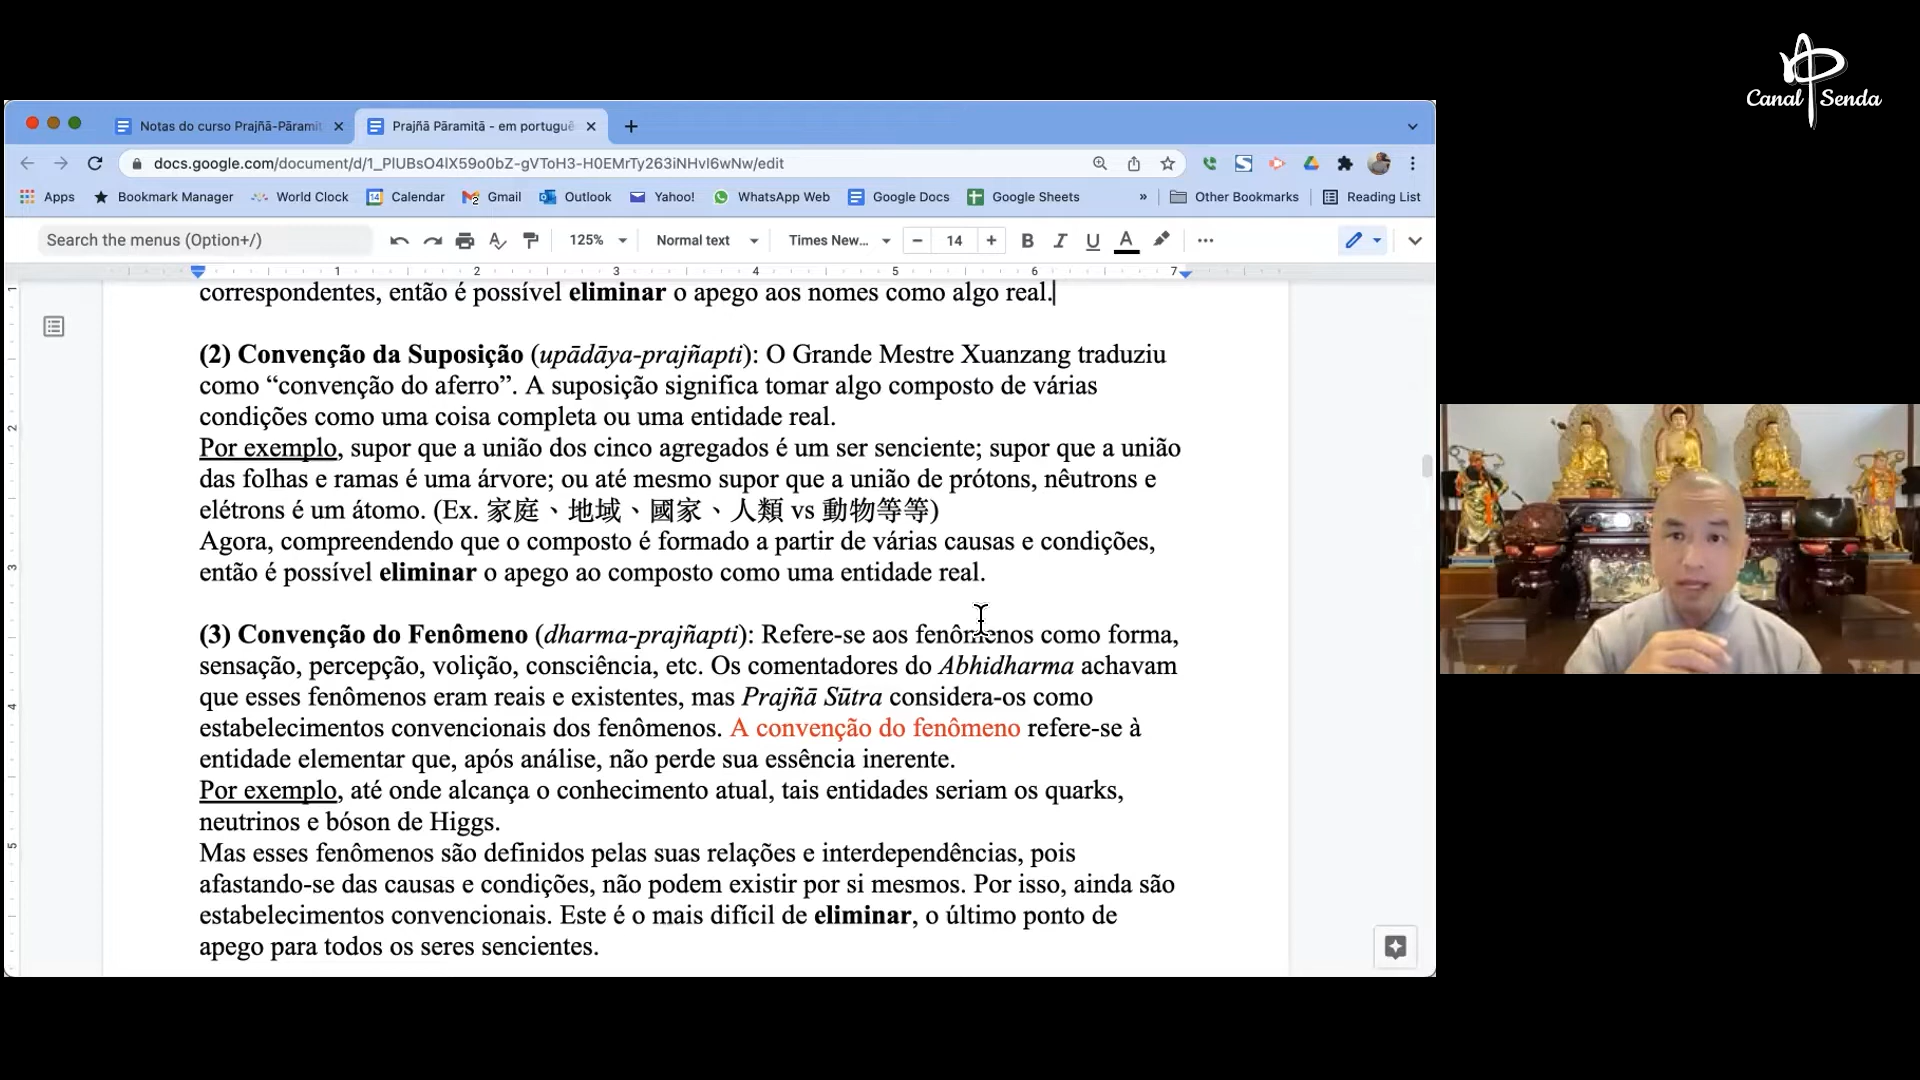 Canal Senda
Notas do curso Prajñā-Pāramit
Prajñā Pāramitā - em portuguê
docs.google.com/document/d/1_PlUBsO4lX59o0bZ-gVToH3-H0EMrTy263iNHvl6wNw/edit
Apps Bookmark Manager World Clock Calendar Gmail Outlook Yahoo! WhatsApp Web Google Docs Google Sheets » Other Bookmarks Reading List
Search the menus (Option+/) 125% Normal text Times New... 14 B I U A
1 2 3 4 5 6 7
correspondentes, então é possível eliminar o apego aos nomes como algo real.
(2) Convenção da Suposição (upādāya-prajñapti): O Grande Mestre Xuanzang traduziu
como “convenção do aferro”. A suposição significa tomar algo composto de várias
condições como uma coisa completa ou uma entidade real.
Por exemplo, supor que a união dos cinco agregados é um ser senciente; supor que a união
das folhas e ramas é uma árvore; ou até mesmo supor que a união de prótons, nêutrons e
elétrons é um átomo. (Ex. 家庭、地域、國家、人類 vs 動物等等)
Agora, compreendendo que o composto é formado a partir de várias causas e condições,
então é possível eliminar o apego ao composto como uma entidade real.
(3) Convenção do Fenômeno (dharma-prajñapti): Refere-se aos fenômenos como forma,
sensação, percepção, volição, consciência, etc. Os comentadores do Abhidharma achavam
que esses fenômenos eram reais e existentes, mas Prajñā Sūtra considera-os como
estabelecimentos convencionais dos fenômenos. A convenção do fenômeno refere-se à
entidade elementar que, após análise, não perde sua essência inerente.
Por exemplo, até onde alcança o conhecimento atual, tais entidades seriam os quarks,
neutrinos e bóson de Higgs.
Mas esses fenômenos são definidos pelas suas relações e interdependências, pois
afastando-se das causas e condições, não podem existir por si mesmos. Por isso, ainda são
estabelecimentos convencionais. Este é o mais difícil de eliminar, o último ponto de
apego para todos os seres sencientes.